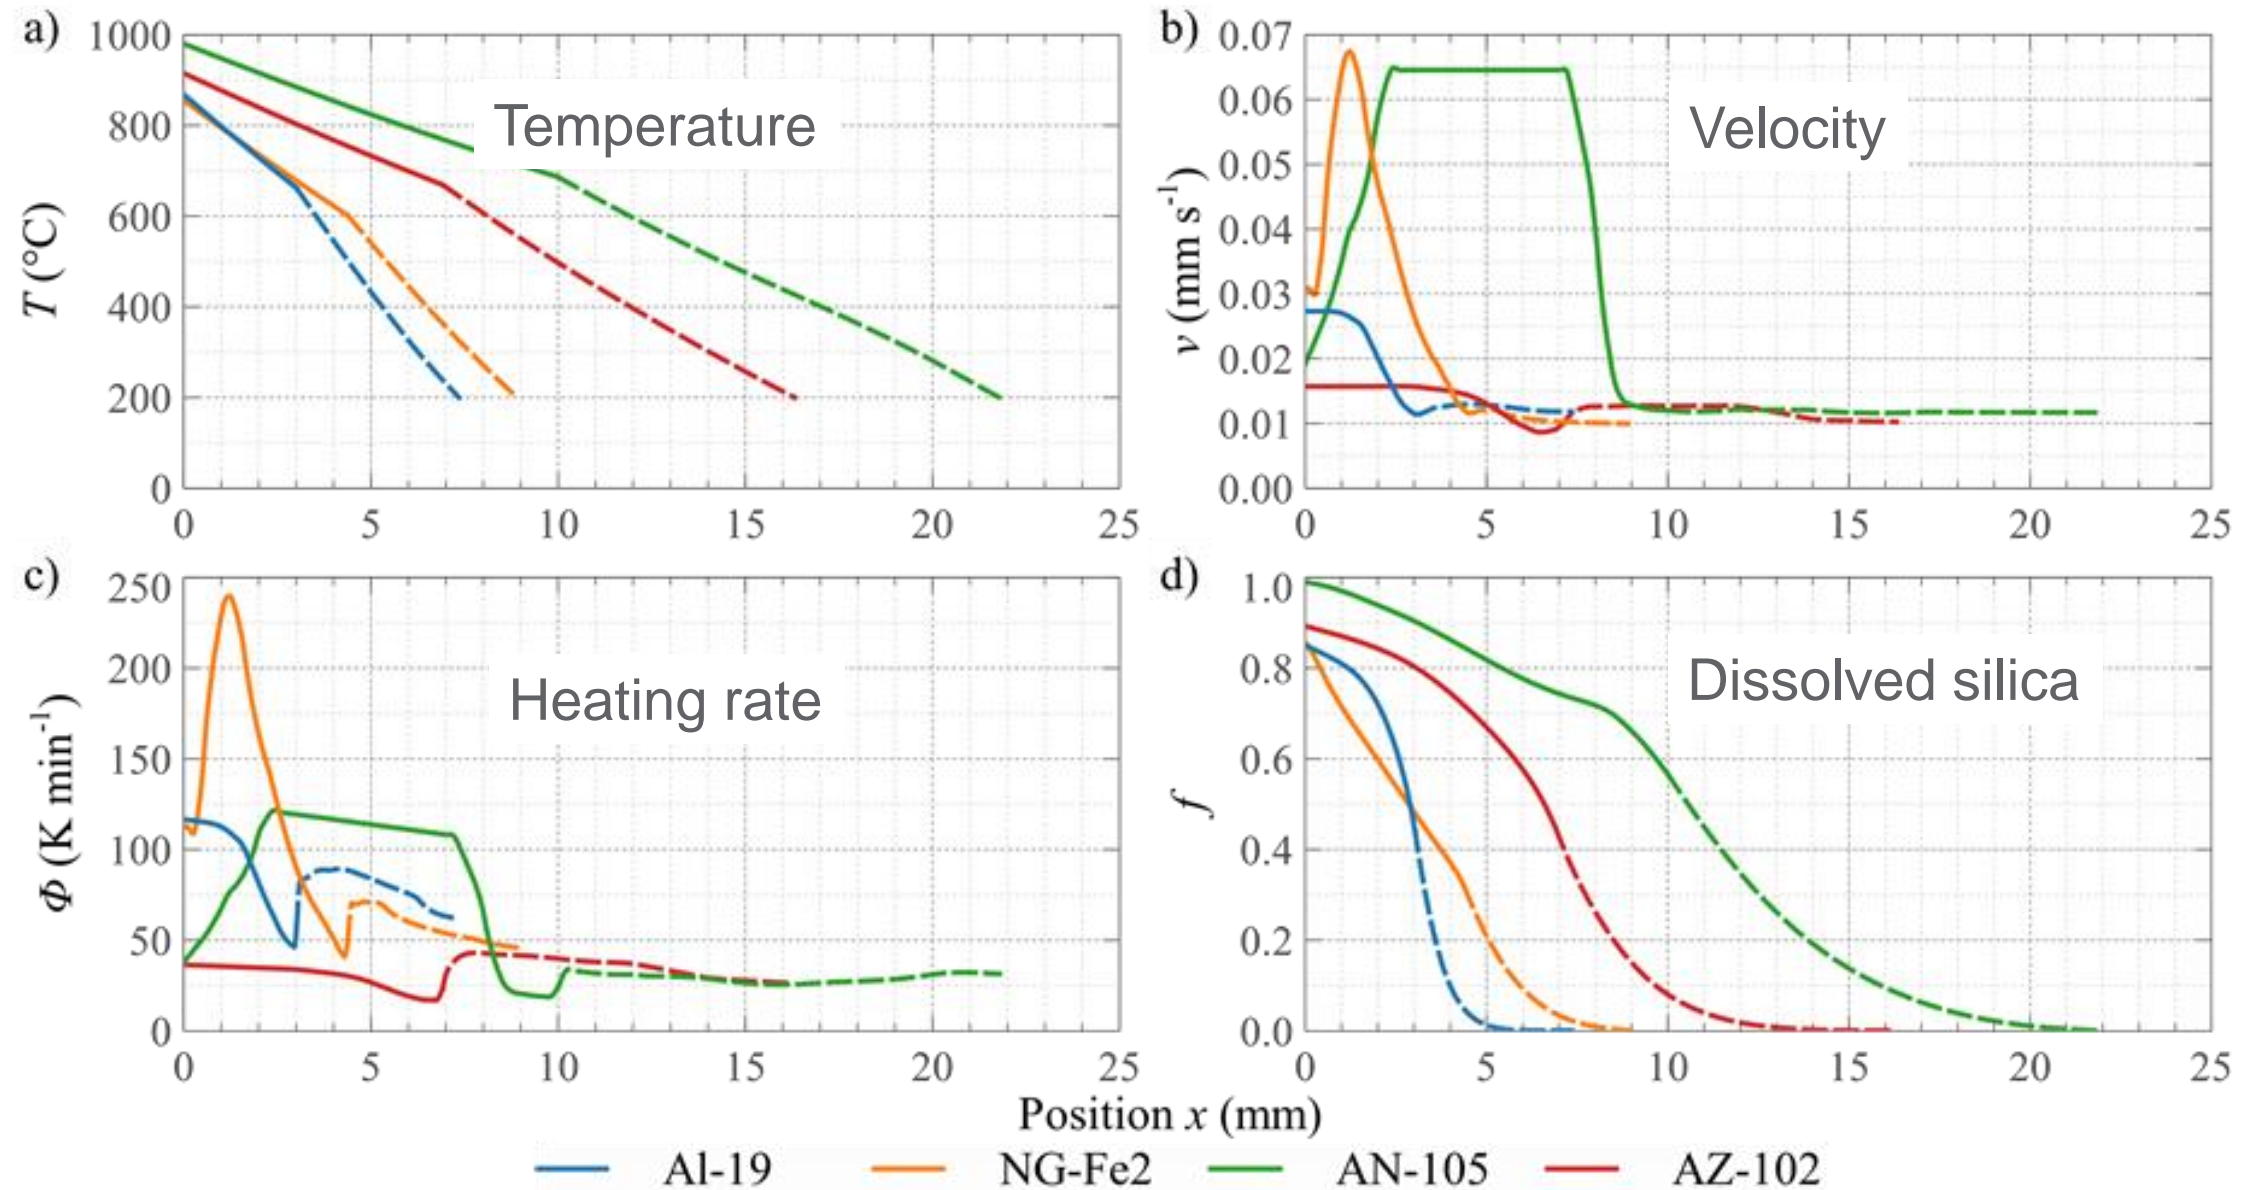 a)
1000
800
600
400
200
0
T (°C)
Temperature
0 5 10 15 20 25
b)
0.07
0.06
0.05
0.04
0.03
0.02
0.01
0.00
v (mm s-1)
Velocity
0 5 10 15 20 25
c)
250
200
150
100
50
0
Φ (K min-1)
Heating rate
0 5 10 15 20 25
d)
1.0
0.8
0.6
0.4
0.2
0.0
f
Dissolved silica
0 5 10 15 20 25
Position x (mm)
Al-19 NG-Fe2 AN-105 AZ-102